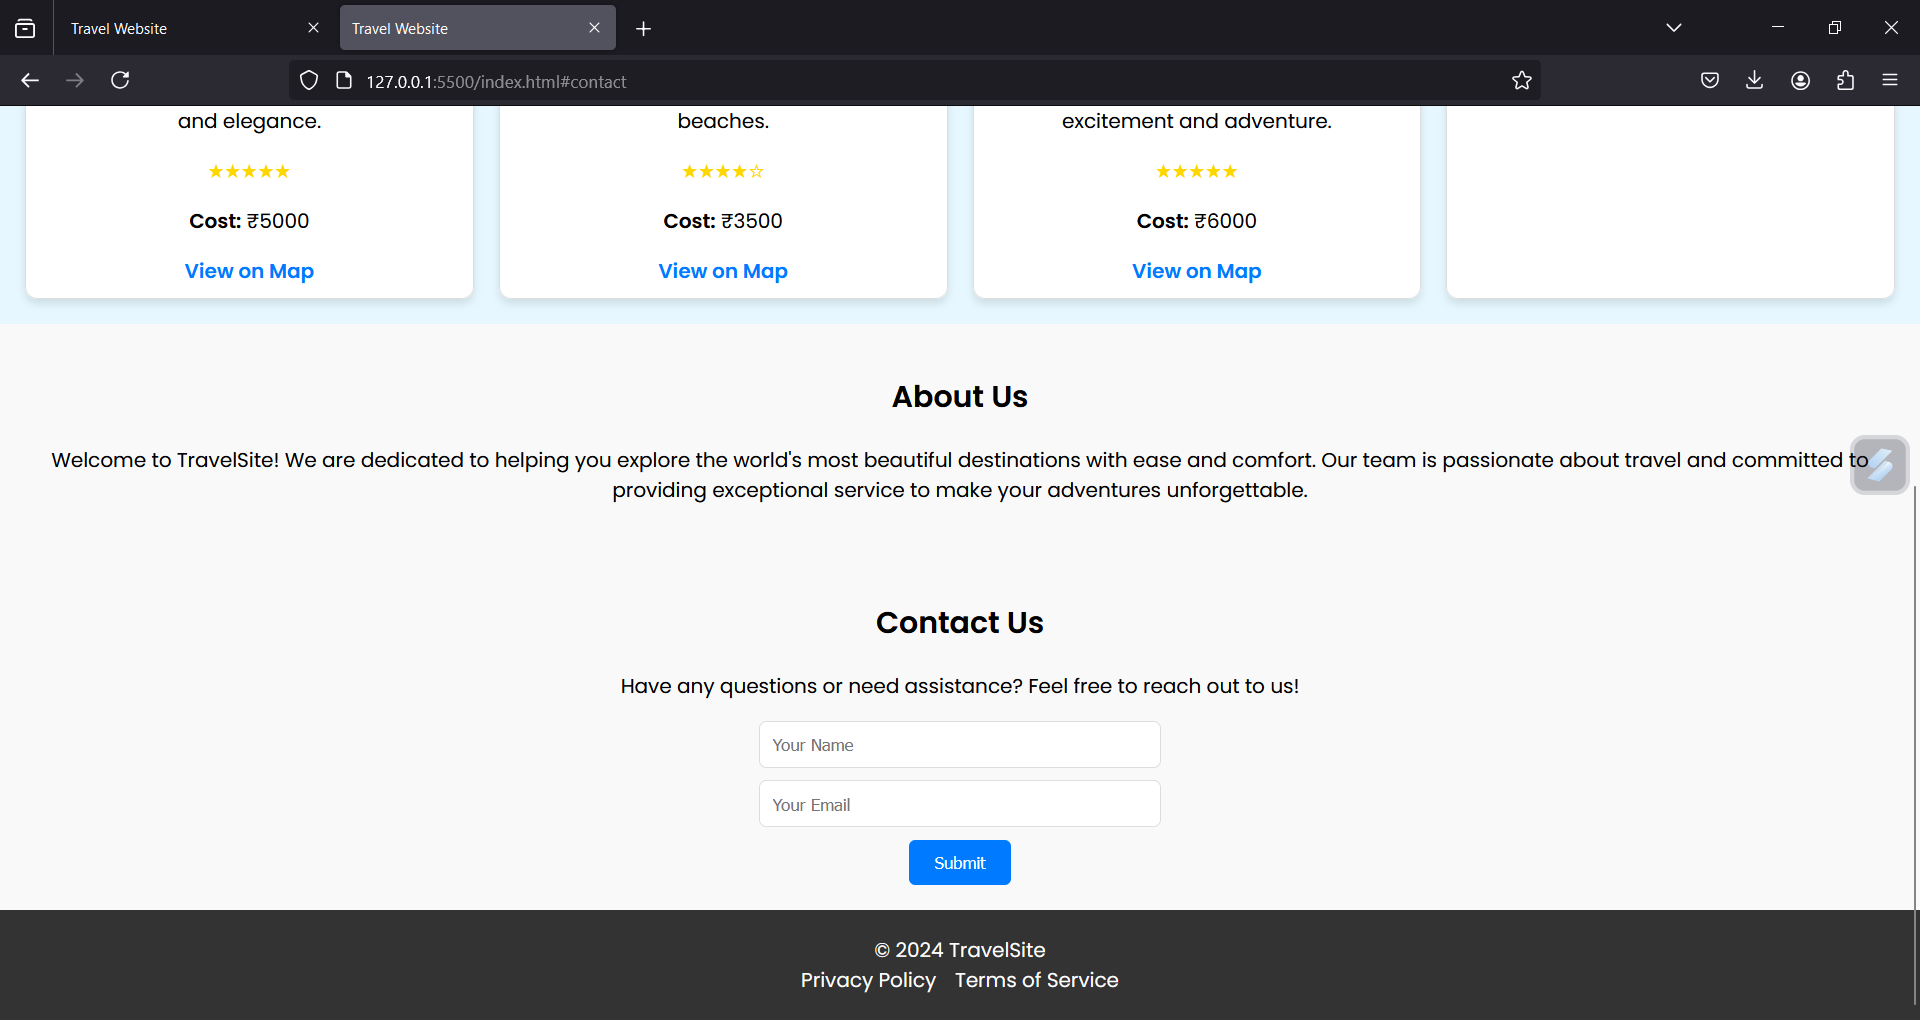 Travel Website
Travel Website
127.0.0.1:5500/index.html#contact
and elegance.
★★★★★
Cost: ₹5000
View on Map
beaches.
★★★★☆
Cost: ₹3500
View on Map
excitement and adventure.
★★★★★
Cost: ₹6000
View on Map
About Us
Welcome to TravelSite! We are dedicated to helping you explore the world's most beautiful destinations with ease and comfort. Our team is passionate about travel and committed to
providing exceptional service to make your adventures unforgettable.
Contact Us
Have any questions or need assistance? Feel free to reach out to us!
Your Name
Your Email
Submit
© 2024 TravelSite
Privacy Policy Terms of Service